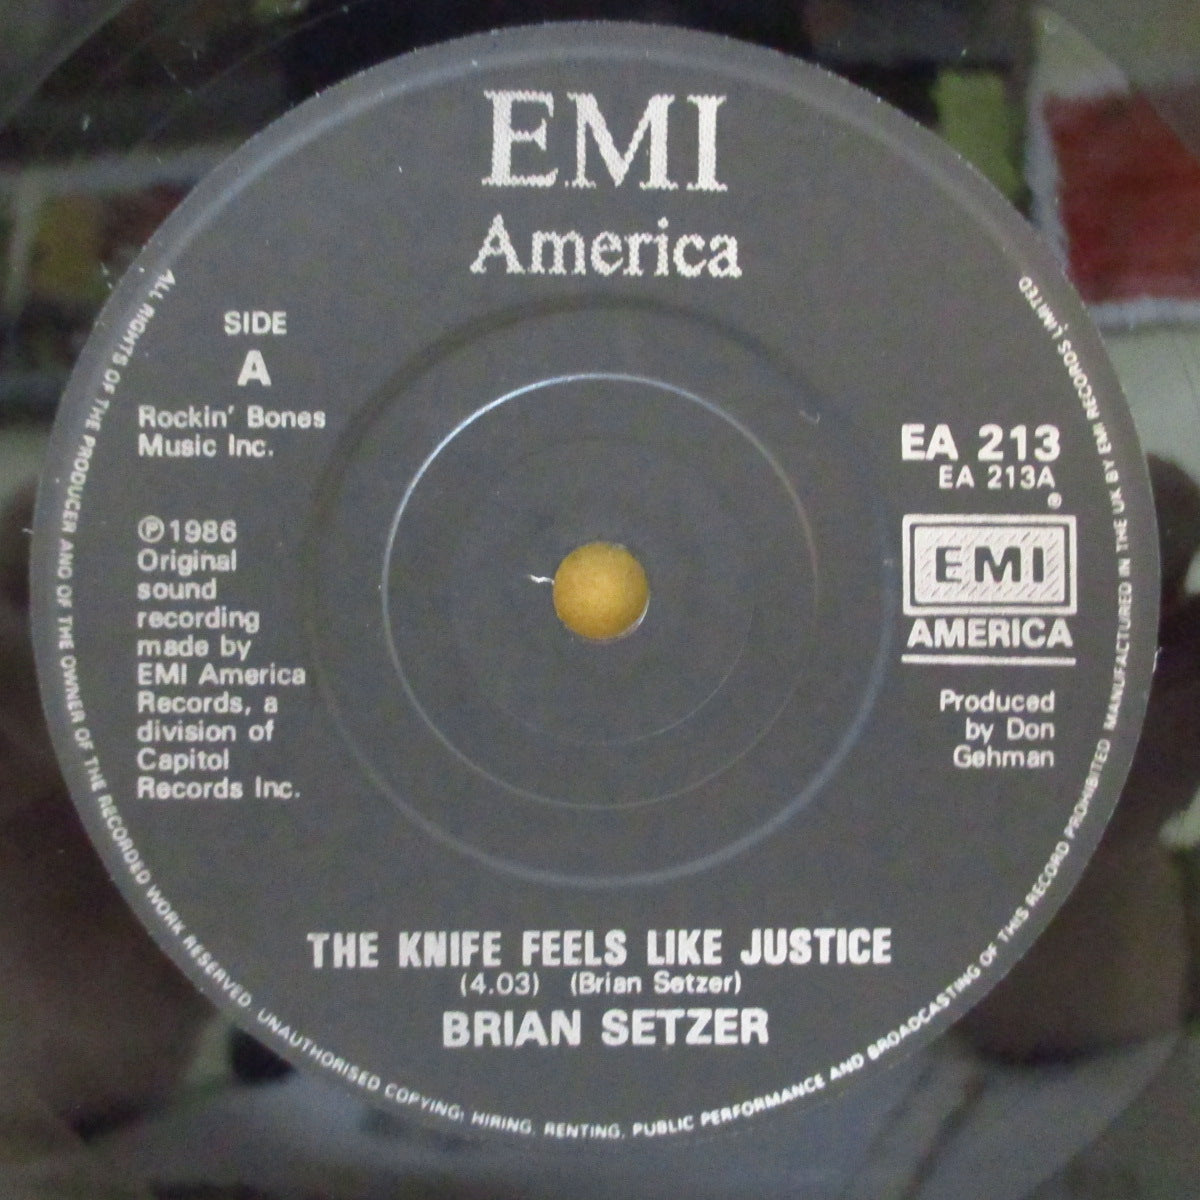 EMI
America
SIDE
A
Rockin' Bones
Music Inc.
℗1986
Original
sound
recording
made by
EMI America
Records, a
division of
Capitol
Records Inc.
EA 213
EA 213A
®
EMI
AMERICA
Produced
by Don
Gehman
THE KNIFE FEELS LIKE JUSTICE
(4.03) (Brian Setzer)
BRIAN SETZER
ALL RIGHTS OF THE PRODUCER AND OF THE OWNER OF THE RECORDED WORK RESERVED. UNAUTHORISED COPYING, HIRING, RENTING, PUBLIC PERFORMANCE AND BROADCASTING OF THIS RECORD PROHIBITED MANUFACTURED IN THE UK BY EMI RECORDS LIMITED